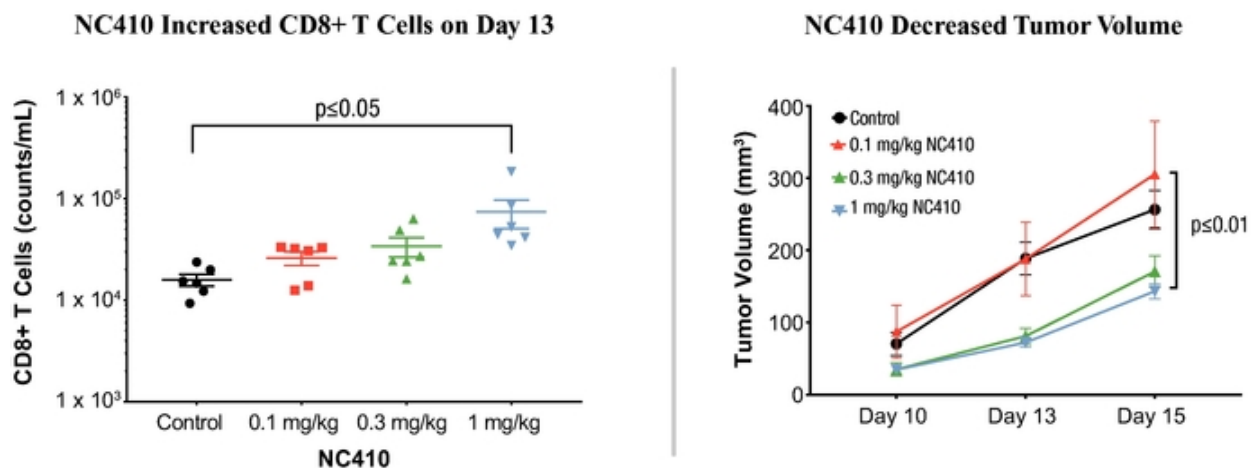 NC410 Increased CD8+ T Cells on Day 13
CD8+ T Cells (counts/mL)
1 x 10⁶
1 x 10⁵
1 x 10⁴
1 x 10³
p≤0.05
Control
0.1 mg/kg
0.3 mg/kg
1 mg/kg
NC410
NC410 Decreased Tumor Volume
Tumor Volume (mm³)
400
300
200
100
0
Control
0.1 mg/kg NC410
0.3 mg/kg NC410
1 mg/kg NC410
p≤0.01
Day 10
Day 13
Day 15